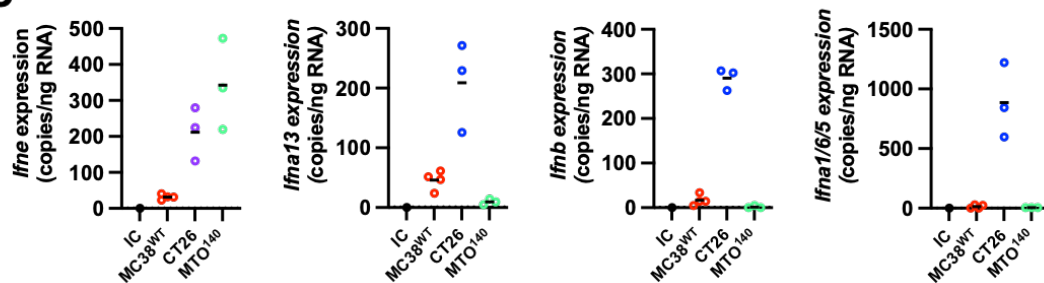 Ifne expression
(copies/ng RNA)
500
400
300
200
100
0
IC
MC38WT
CT26
MTO140
Ifna13 expression
(copies/ng RNA)
300
200
100
0
IC
MC38WT
CT26
MTO140
Ifnb expression
(copies/ng RNA)
400
300
200
100
0
IC
MC38WT
CT26
MTO140
Ifna1/6/5 expression
(copies/ng RNA)
1500
1000
500
0
IC
MC38WT
CT26
MTO140